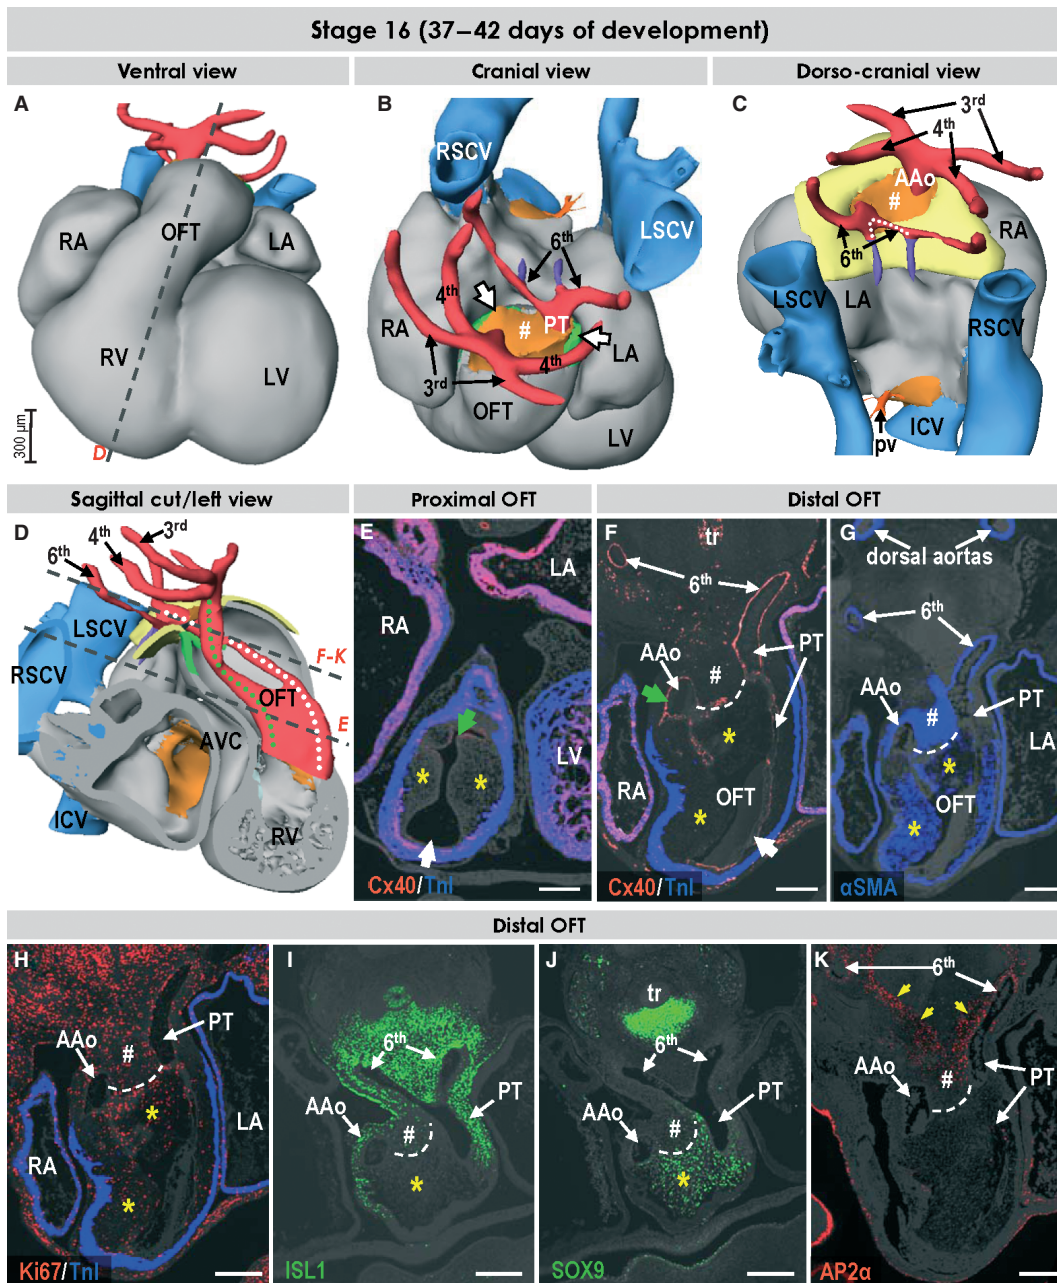 Stage 16 (37–42 days of development)
Ventral view
Cranial view
Dorso-cranial view
A
OFT
RA
LA
RV
LV
300 µm
D
B
RSCV
LSCV
6th
4th
RA
#
PT
4th
LA
3rd
OFT
LV
C
3rd
4th
AAo
#
RA
6th
LSCV
LA
RSCV
pv
ICV
Sagittal cut/left view
Proximal OFT
Distal OFT
D
3rd
4th
6th
LSCV
RSCV
F-K
OFT
E
AVC
ICV
RV
E
LA
RA
* *
LV
Cx40/TnI
F
tr
6th
AAo
#
PT
*
RA
OFT
*
Cx40/TnI
G
dorsal aortas
6th
AAo
#
PT
*
LA
OFT
*
αSMA
Distal OFT
H
PT
AAo
#
*
LA
RA
*
Ki67/TnI
I
6th
PT
AAo
#
*
ISL1
J
tr
6th
PT
AAo
#
*
SOX9
K
6th
AAo
#
PT
AP2α